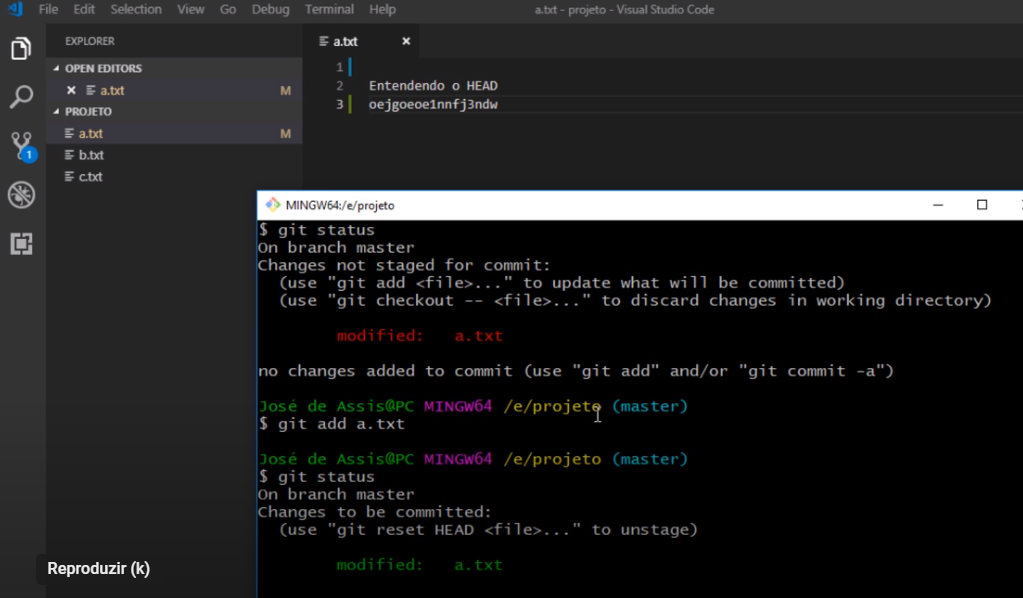 File Edit Selection View Go Debug Terminal Help
a.txt - projeto - Visual Studio Code
EXPLORER
OPEN EDITORS
a.txt M
PROJETO
a.txt M
b.txt
c.txt
1
a.txt
1
2 Entendendo o HEAD
3 oejgoeoe1nnfj3ndw
MINGW64:/e/projeto
$ git status
On branch master
Changes not staged for commit:
(use "git add <file>..." to update what will be committed)
(use "git checkout -- <file>..." to discard changes in working directory)
modified: a.txt
no changes added to commit (use "git add" and/or "git commit -a")
José de Assis@PC MINGW64 /e/projeto (master)
$ git add a.txt
José de Assis@PC MINGW64 /e/projeto (master)
$ git status
On branch master
Changes to be committed:
(use "git reset HEAD <file>..." to unstage)
modified: a.txt
Reproduzir (k)